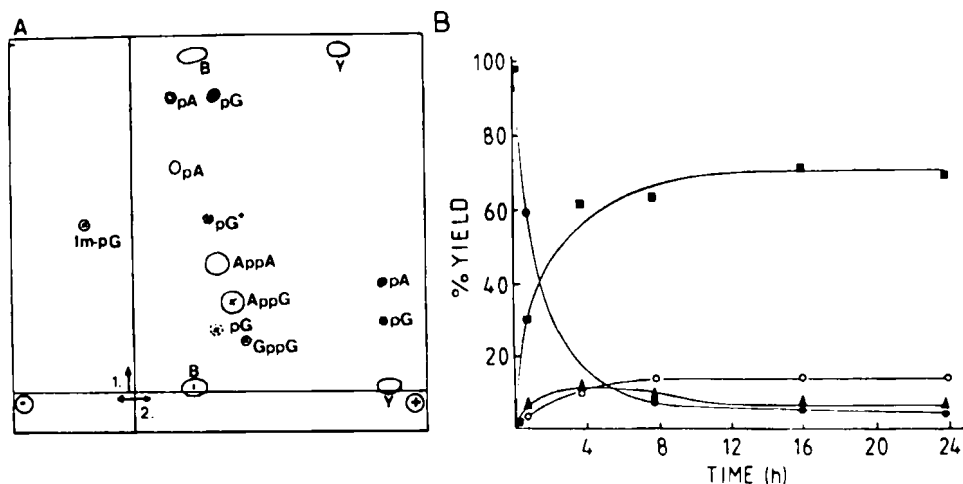 A
B
Y
pA
pG
pA
pG*
Im-pG
AppA
AppG
pA
pG
pG
GppG
B
Y
1.
2.
-
+
B
% YIELD
100
80
60
40
20
4
8
12
16
20
24
TIME (h)